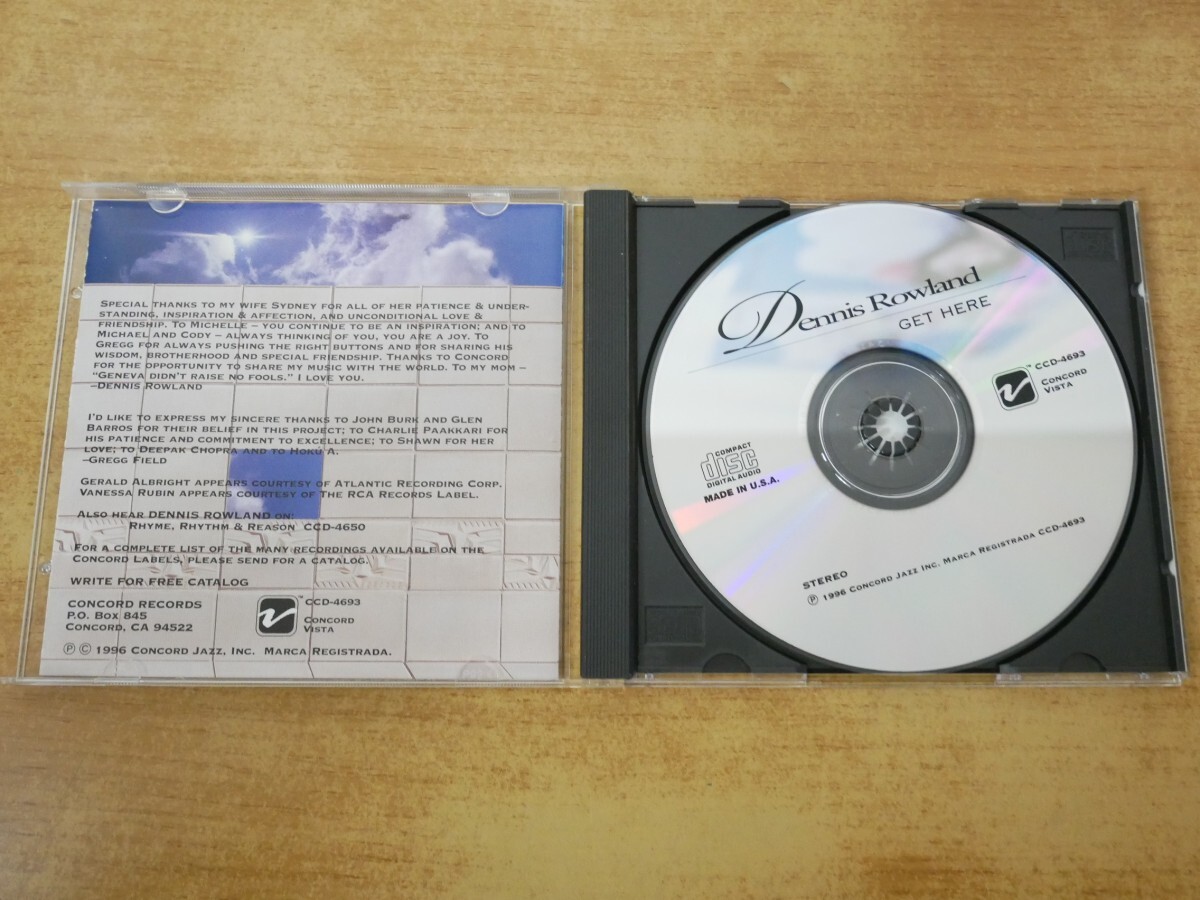 SPECIAL THANKS TO MY WIFE SYDNEY FOR ALL OF HER PATIENCE & UNDER-
STANDING, INSPIRATION & AFFECTION, AND UNCONDITIONAL LOVE &
FRIENDSHIP. TO MICHELLE – YOU CONTINUE TO BE AN INSPIRATION; AND TO
MICHAEL AND CODY – ALWAYS THINKING OF YOU, YOU ARE A JOY. TO
GREGG FOR ALWAYS PUSHING THE RIGHT BUTTONS AND FOR SHARING HIS
WISDOM, BROTHERHOOD AND SPECIAL FRIENDSHIP. THANKS TO CONCORD
FOR THE OPPORTUNITY TO SHARE MY MUSIC WITH THE WORLD. TO MY MOM –
"GENEVA DIDN'T RAISE NO FOOLS." I LOVE YOU.
–DENNIS ROWLAND
I'D LIKE TO EXPRESS MY SINCERE THANKS TO JOHN BURK AND GLEN
BARROS FOR THEIR BELIEF IN THIS PROJECT; TO CHARLIE PAAKKARI FOR
HIS PATIENCE AND COMMITMENT TO EXCELLENCE; TO SHAWN FOR HER
LOVE; TO DEEPAK CHOPRA AND TO HOKŪ A.
–GREGG FIELD
GERALD ALBRIGHT APPEARS COURTESY OF ATLANTIC RECORDING CORP.
VANESSA RUBIN APPEARS COURTESY OF THE RCA RECORDS LABEL.
ALSO HEAR DENNIS ROWLAND ON:
RHYME, RHYTHM & REASON CCD-4650
FOR A COMPLETE LIST OF THE MANY RECORDINGS AVAILABLE ON THE
CONCORD LABELS, PLEASE SEND FOR A CATALOG.
WRITE FOR FREE CATALOG
CONCORD RECORDS
P.O. BOX 845
CONCORD, CA 94522
™ CCD-4693
CONCORD
VISTA
Ⓟ © 1996 CONCORD JAZZ, INC. MARCA REGISTRADA.
Dennis Rowland
GET HERE
™ CCD-4693
CONCORD
VISTA
COMPACT
disc
DIGITAL AUDIO
MADE IN U.S.A.
STEREO
Ⓟ 1996 CONCORD JAZZ INC. MARCA REGISTRADA CCD-4693